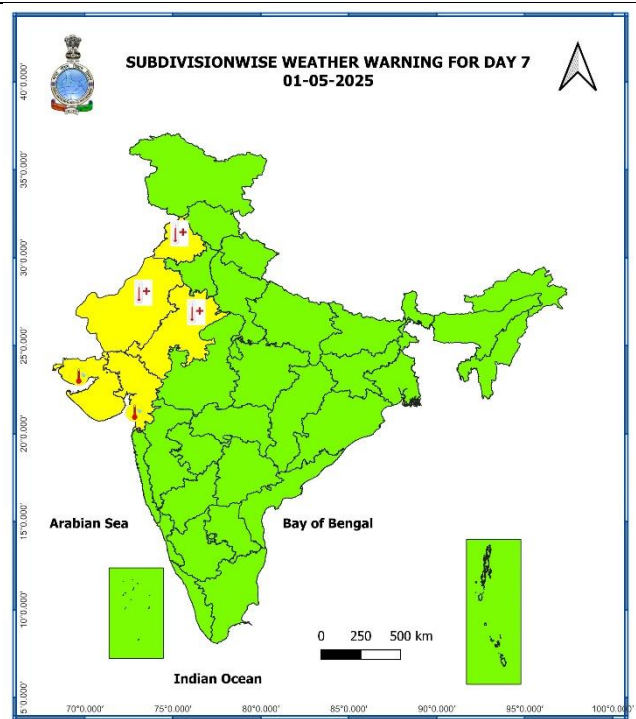 SUBDIVISIONWISE WEATHER WARNING FOR DAY 7
01-05-2025
40°0.000'
35°0.000'
30°0.000'
25°0.000'
20°0.000'
15°0.000'
10°0.000'
5°0.000'
Arabian Sea
Bay of Bengal
0 250 500 km
Indian Ocean
70°0.000' 75°0.000' 80°0.000' 85°0.000' 90°0.000' 95°0.000' 100°0.000'